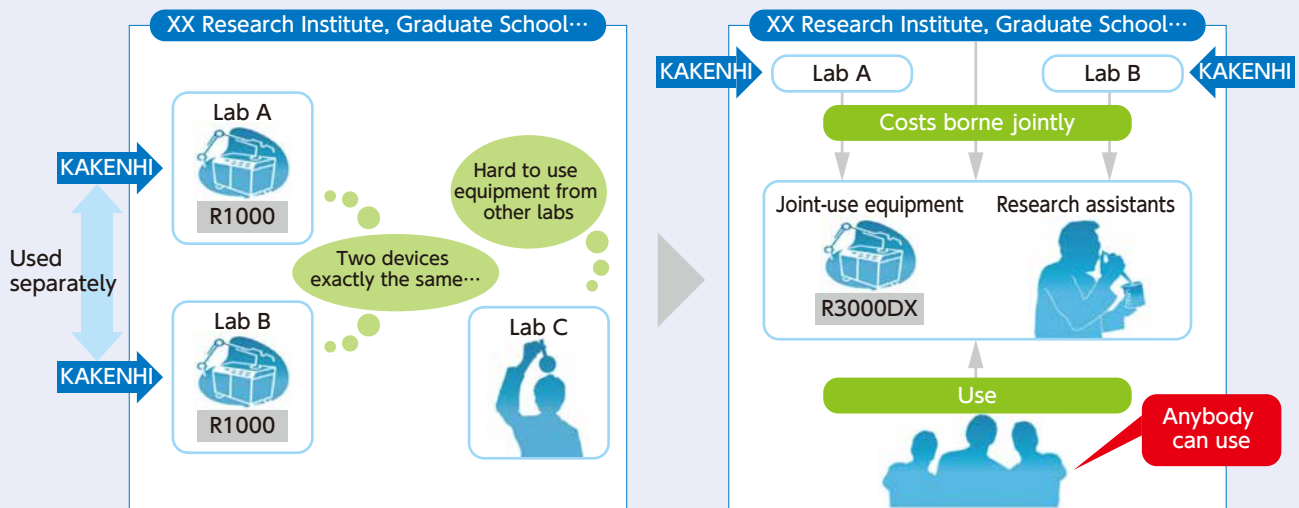 XX Research Institute, Graduate School…
Lab A
KAKENHI
R1000
Hard to use
equipment from
other labs
Used
separately
Two devices
exactly the same…
Lab B
KAKENHI
R1000
Lab C
XX Research Institute, Graduate School…
KAKENHI
Lab A
Lab B
KAKENHI
Costs borne jointly
Joint-use equipment
Research assistants
R3000DX
Use
Anybody
can use